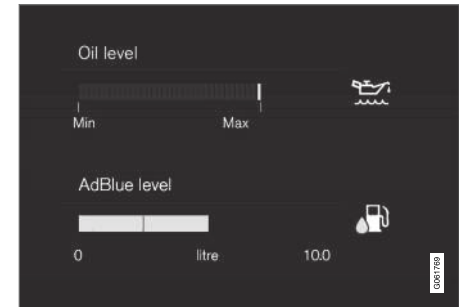 Oil level
Min Max
AdBlue level
0 litre 10.0
G061769